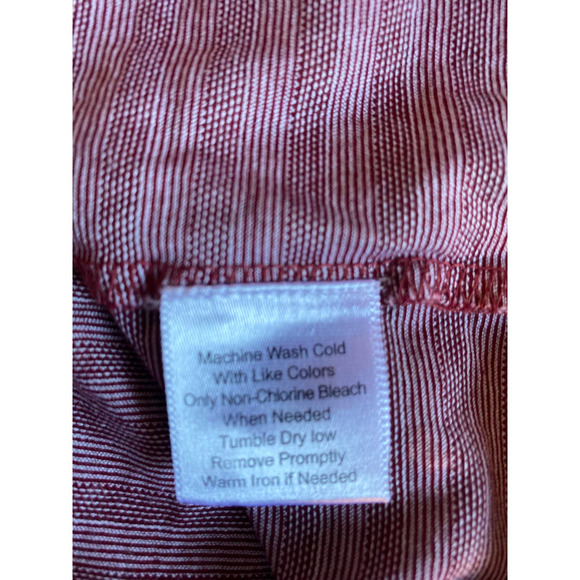 Machine Wash Cold
With Like Colors
Only Non-Chlorine Bleach
When Needed
Tumble Dry low
Remove Promptly
Warm Iron if Needed